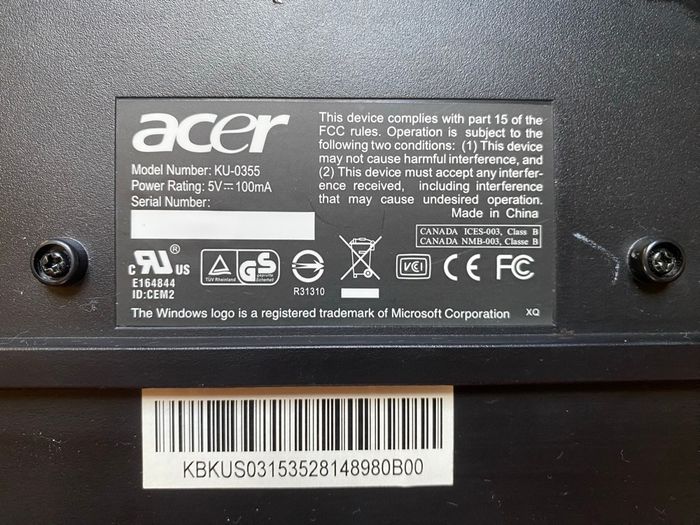 acer
Model Number: KU-0355
Power Rating: 5V⎓100mA
Serial Number:
This device complies with part 15 of the
FCC rules. Operation is subject to the
following two conditions: (1) This device
may not cause harmful interference, and
(2) This device must accept any interfer-
ence received, including interference
that may cause undesired operation.
Made in China
CANADA ICES-003, Class B
CANADA NMB-003, Classe B
c RU ® US
E164844
ID:CEM2
TÜV Rheinland
GS
geprüfte Sicherheit
R31310
VCI
CE FC
The Windows logo is a registered trademark of Microsoft Corporation XQ
KBKUS03153528148980B00